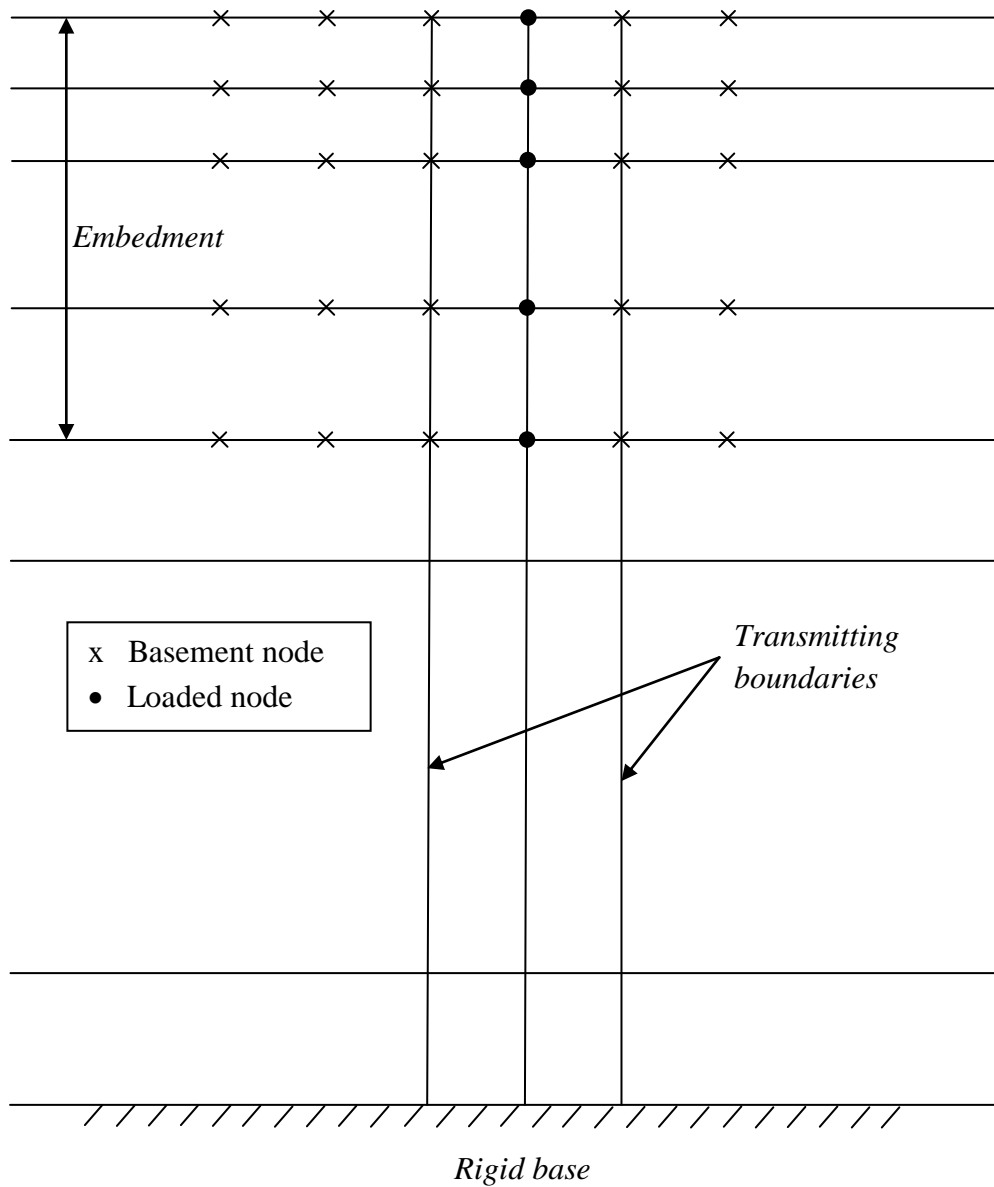 Embedment
x Basement node
● Loaded node
Transmitting
boundaries
Rigid base